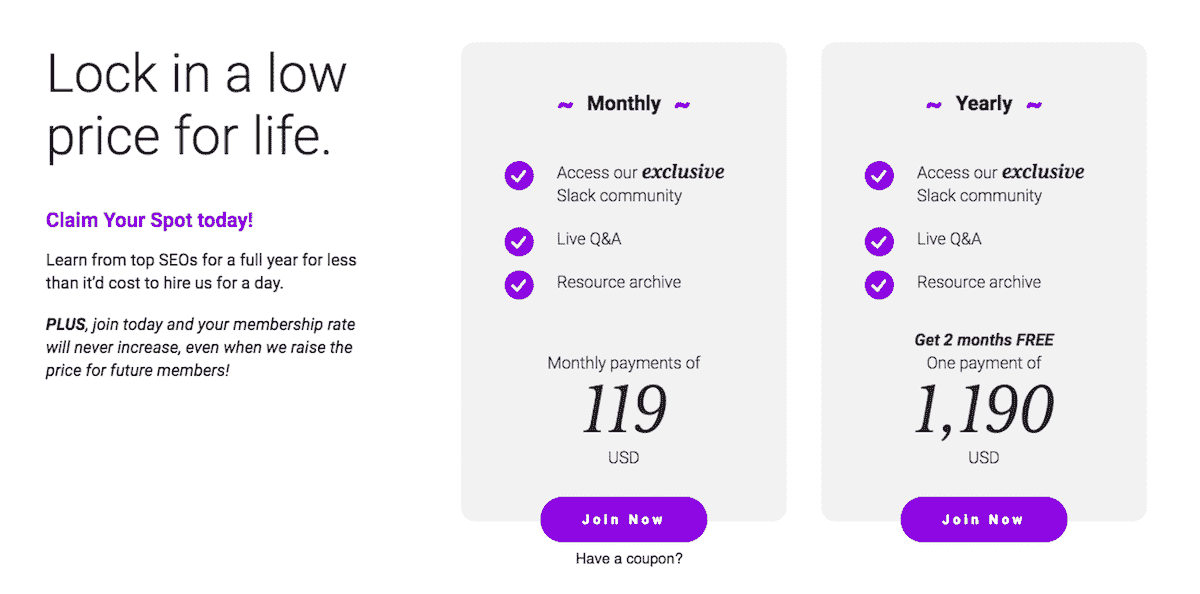 Lock in a low
price for life.
Claim Your Spot today!
Learn from top SEOs for a full year for less
than it’d cost to hire us for a day.
PLUS, join today and your membership rate
will never increase, even when we raise the
price for future members!
~ Monthly ~
Access our exclusive
Slack community
Live Q&A
Resource archive
Monthly payments of
119
USD
Join Now
Have a coupon?
~ Yearly ~
Access our exclusive
Slack community
Live Q&A
Resource archive
Get 2 months FREE
One payment of
1,190
USD
Join Now